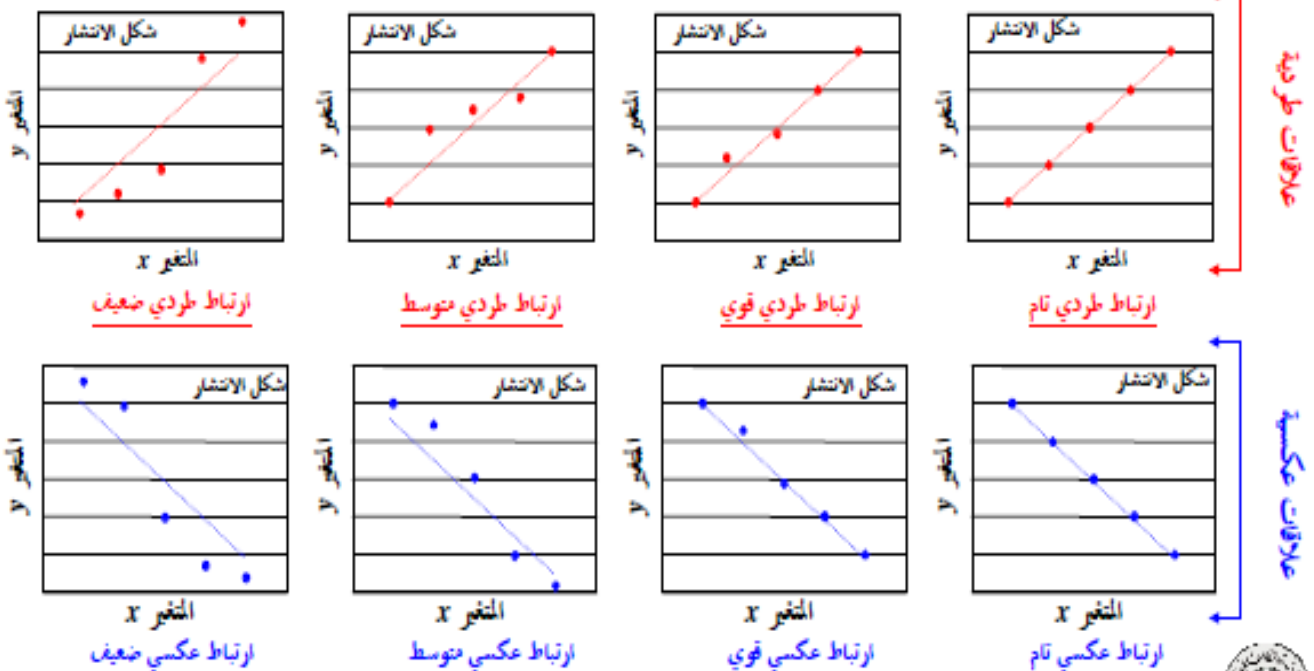 علاقات طردية
شكل الانتشار
المتغير y
المتغير x
ارتباط طردي تام
شكل الانتشار
المتغير y
المتغير x
ارتباط طردي قوي
شكل الانتشار
المتغير y
المتغير x
ارتباط طردي متوسط
شكل الانتشار
المتغير y
المتغير x
ارتباط طردي ضعيف
علاقات عكسية
شكل الانتشار
المتغير y
المتغير x
ارتباط عكسي تام
شكل الانتشار
المتغير y
المتغير x
ارتباط عكسي قوي
شكل الانتشار
المتغير y
المتغير x
ارتباط عكسي متوسط
شكل الانتشار
المتغير y
المتغير x
ارتباط عكسي ضعيف